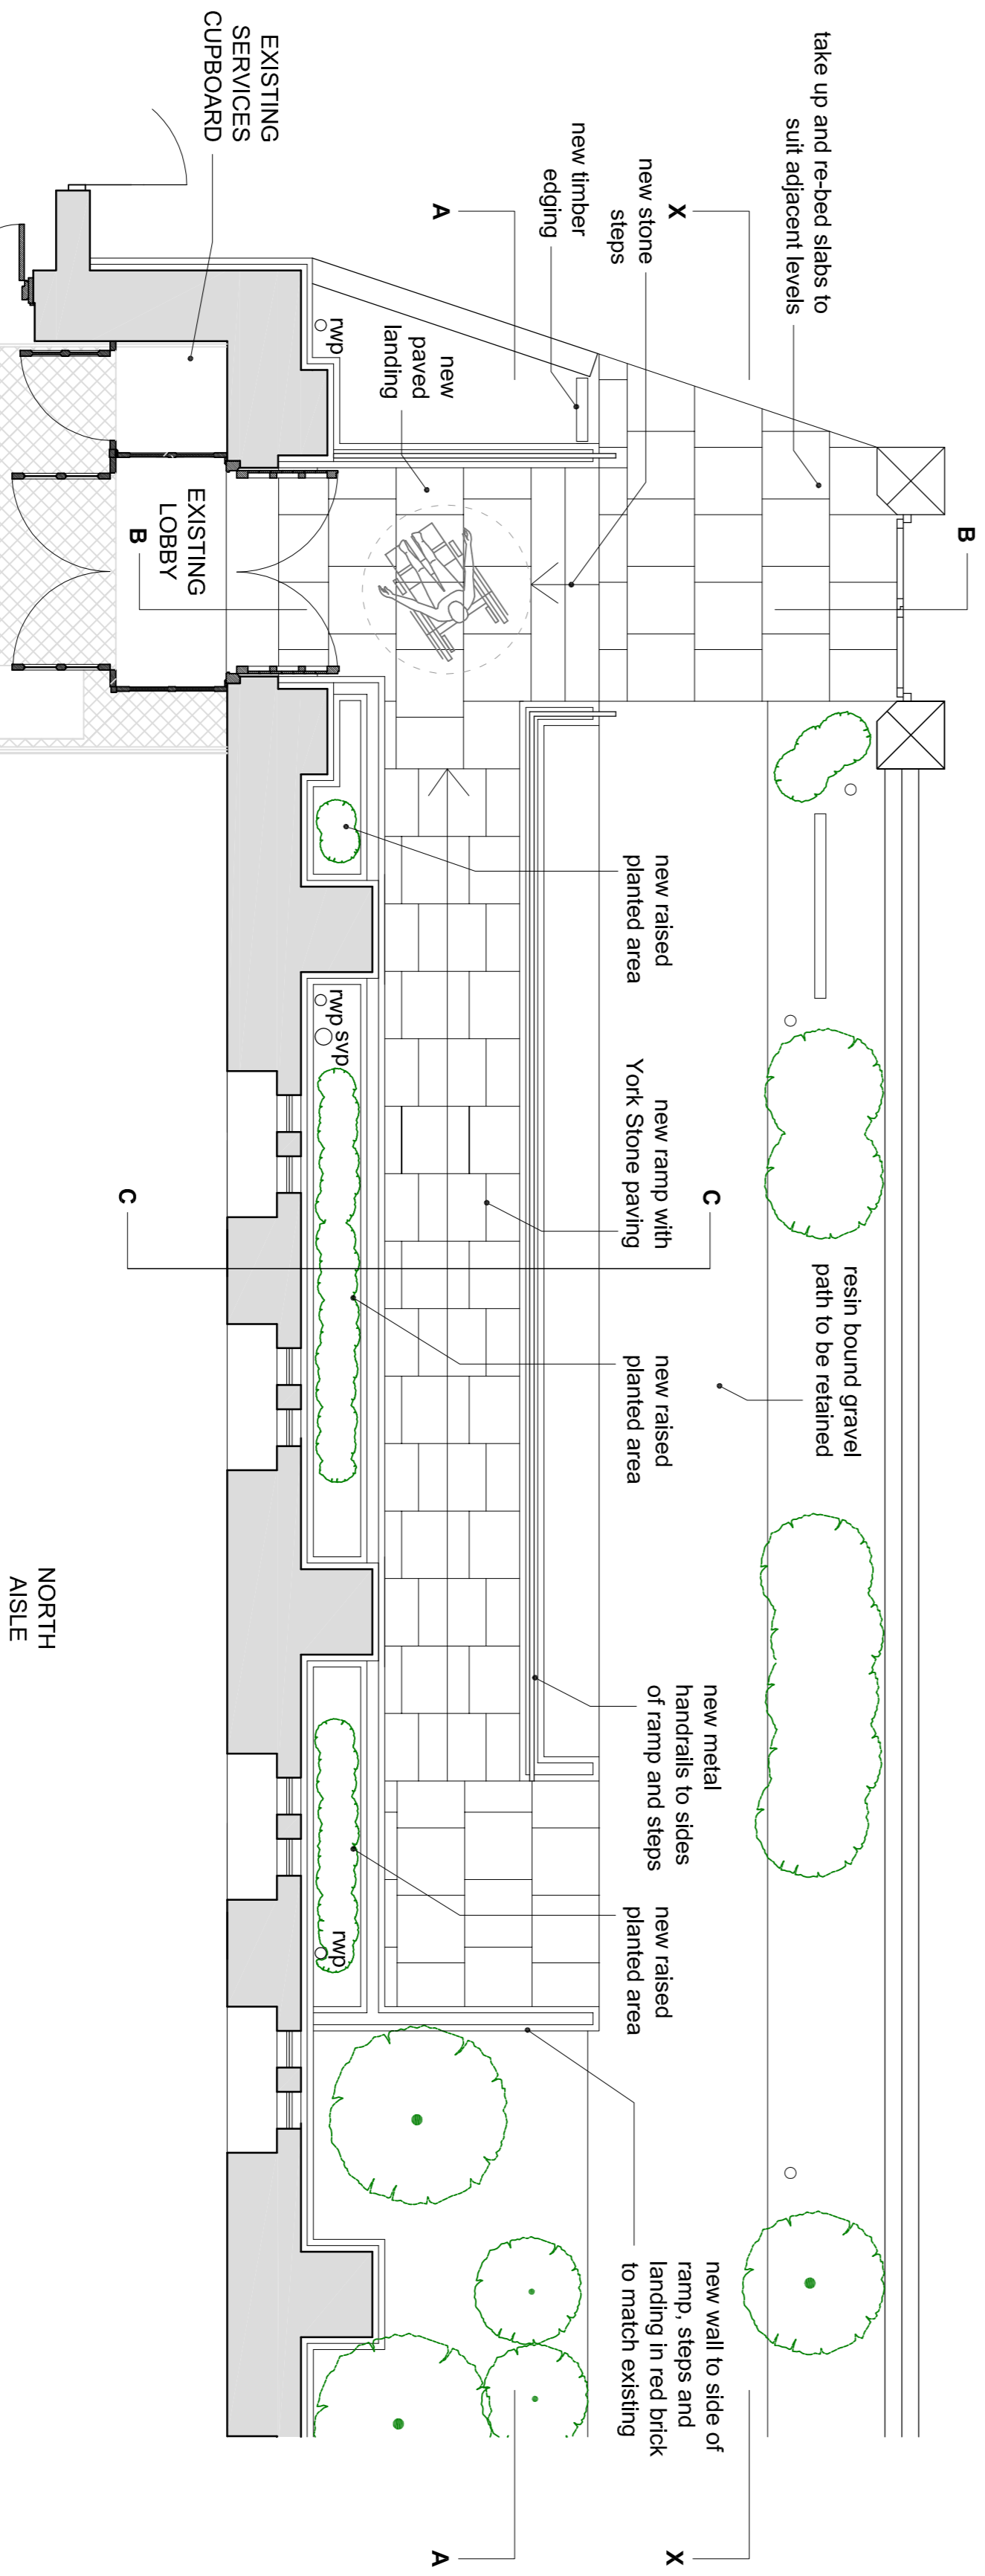 take up and re-bed slabs to
suit adjacent levels
X
new stone
steps
new timber
edging
A
EXISTING
SERVICES
CUPBOARD
rwp
new
paved
landing
B
EXISTING
LOBBY
B
new raised
planted area
rwp svp
new ramp with
York Stone paving
C
C
resin bound gravel
path to be retained
new raised
planted area
NORTH
AISLE
new metal
handrails to sides
of ramp and steps
new raised
planted area
rwp
new wall to side of
ramp, steps and
landing in red brick
to match existing
X
A